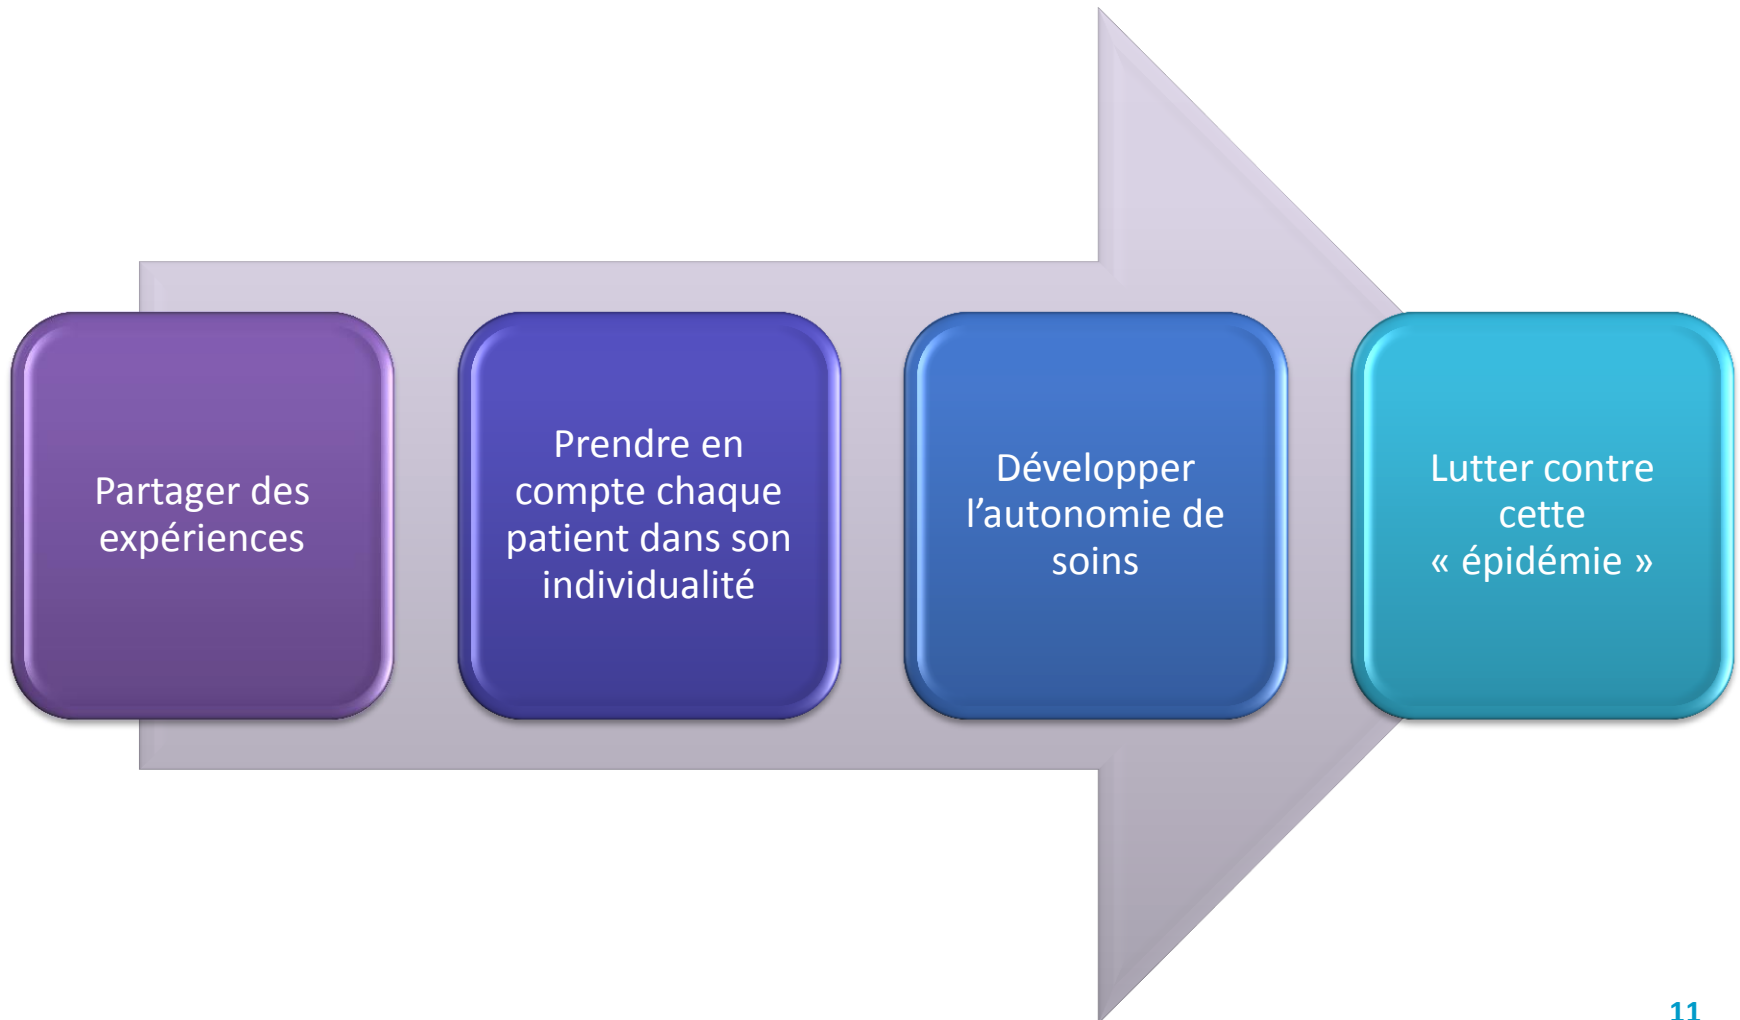 Partager des
expériences
Prendre en
compte chaque
patient dans son
individualité
Développer
l’autonomie de
soins
Lutter contre
cette
« épidémie »
11